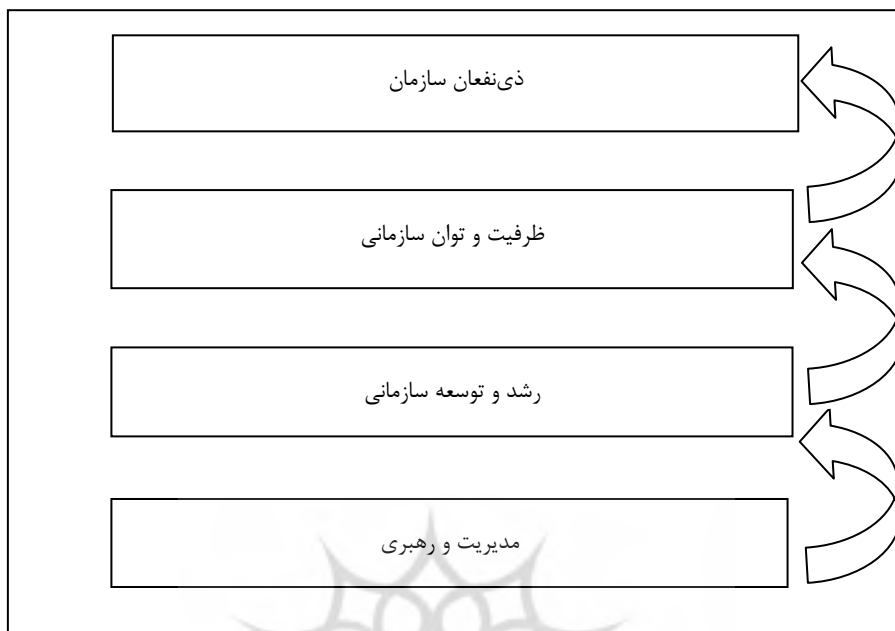 ذی‌نفعان سازمان
ظرفیت و توان سازمانی
رشد و توسعه سازمانی
مدیریت و رهبری